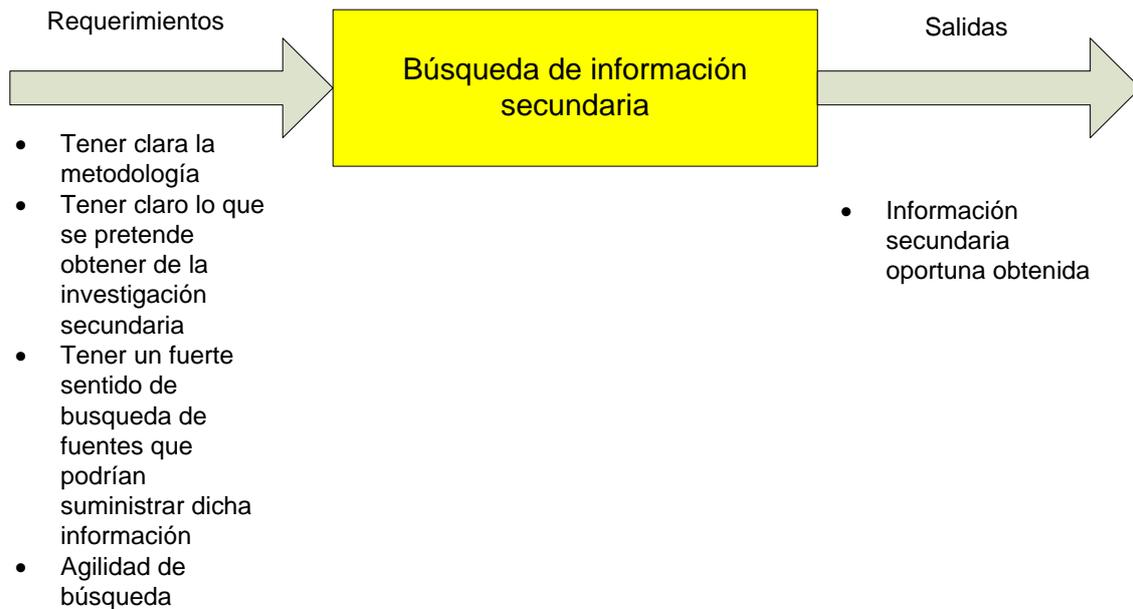 Requerimientos
Búsqueda de información
secundaria
Salidas
• Tener clara la
metodología
• Tener claro lo que
se pretende
obtener de la
investigación
secundaria
• Tener un fuerte
sentido de
busqueda de
fuentes que
podrían
suministrar dicha
información
• Agilidad de
búsqueda
• Información
secundaria
oportuna obtenida